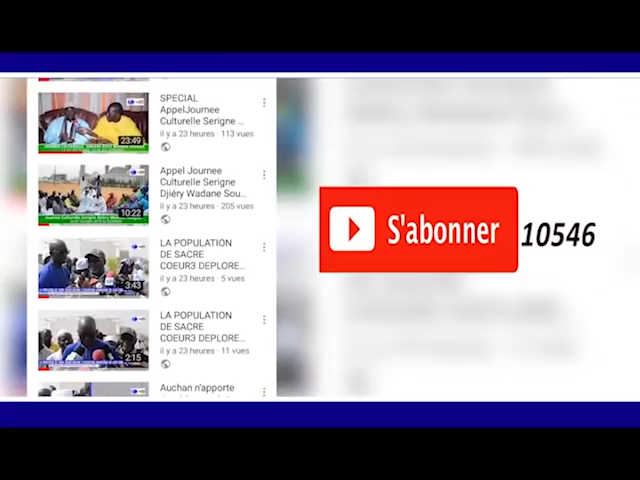 SPECIAL
AppelJournee
Culturelle Serigne ...
il y a 23 heures · 113 vues
23:49
Appel Journee
Culturelle Serigne
Djiéry Wadane Sou...
il y a 23 heures · 205 vues
10:22
LA POPULATION
DE SACRE
COEUR3 DEPLORE...
il y a 23 heures · 5 vues
3:43
LA POPULATION
DE SACRE
COEUR3 DEPLORE...
il y a 23 heures · 11 vues
2:15
Auchan n'apporte
S'abonner 10546